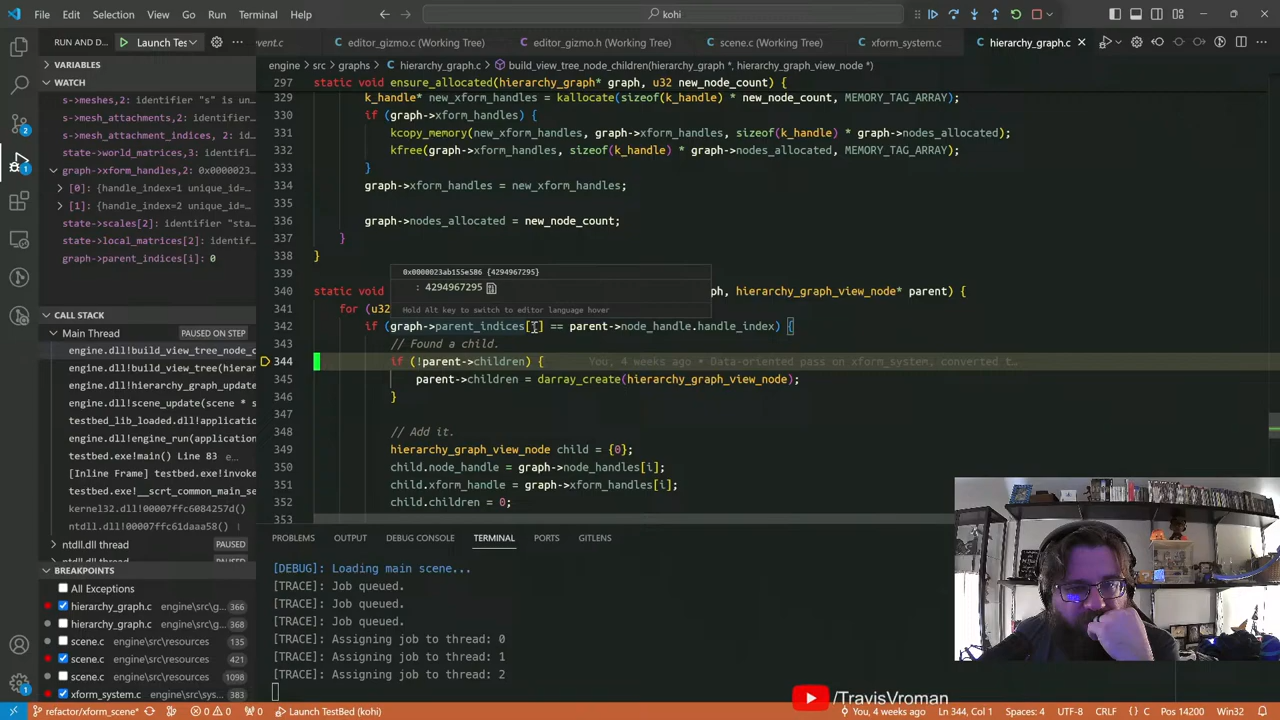 File Edit Selection View Go Run Terminal Help
kohi
RUN AND D... Launch Tes
event.c
editor_gizmo.c (Working Tree)
editor_gizmo.h (Working Tree)
scene.c (Working Tree)
xform_system.c
hierarchy_graph.c
VARIABLES
engine > src > graphs > hierarchy_graph.c > build_view_tree_node_children(hierarchy_graph *, hierarchy_graph_view_node *)
WATCH
s->meshes,2: identifier "s" is un
s->mesh_attachments,2: identifier
s->mesh_attachment_indices, 2: id
state->world_matrices,3: identifi
graph->xform_handles,2: 0x0000023
[0]: {handle_index=1 unique_id=…
[1]: {handle_index=2 unique_id=…
state->scales[2]: identifier "sta
state->local_matrices[2]: identif
graph->parent_indices[i]: 0
297 static void ensure_allocated(hierarchy_graph* graph, u32 new_node_count) {
329 k_handle* new_xform_handles = kallocate(sizeof(k_handle) * new_node_count, MEMORY_TAG_ARRAY);
330 if (graph->xform_handles) {
331 kcopy_memory(new_xform_handles, graph->xform_handles, sizeof(k_handle) * graph->nodes_allocated);
332 kfree(graph->xform_handles, sizeof(k_handle) * graph->nodes_allocated, MEMORY_TAG_ARRAY);
333 }
334 graph->xform_handles = new_xform_handles;
335
336 graph->nodes_allocated = new_node_count;
337 }
338 }
339
0x0000023ab155e586 {4294967295}
: 4294967295
Hold Alt key to switch to editor language hover
340 static void
ph, hierarchy_graph_view_node* parent) {
341 for (u32
342 if (graph->parent_indices[i] == parent->node_handle.handle_index) {
343 // Found a child.
344 if (!parent->children) { You, 4 weeks ago • Data-oriented pass on xform_system, converted t…
345 parent->children = darray_create(hierarchy_graph_view_node);
346 }
347
348 // Add it.
349 hierarchy_graph_view_node child = {0};
350 child.node_handle = graph->node_handles[i];
351 child.xform_handle = graph->xform_handles[i];
352 child.children = 0;
353
CALL STACK
Main Thread PAUSED ON STEP
engine.dll!build_view_tree_node_c
engine.dll!build_view_tree(hierar
engine.dll!hierarchy_graph_update
engine.dll!scene_update(scene * s
testbed_lib_loaded.dll!applicatio
engine.dll!engine_run(application
testbed.exe!main() Line 83 e…
[Inline Frame] testbed.exe!invoke
testbed.exe!__scrt_common_main_se
kernel32.dll!00007ffc6084257d()
ntdll.dll!00007ffc61daaa58()
ntdll.dll thread PAUSED
ntdll.dll thread PAUSED
BREAKPOINTS
All Exceptions
hierarchy_graph.c engine\src\g... 366
hierarchy_graph.c engine\src\g... 368
scene.c engine\src\resources 135
scene.c engine\src\resources 421
scene.c engine\src\resources 1098
xform_system.c engine\src\sys... 383
PROBLEMS OUTPUT DEBUG CONSOLE TERMINAL PORTS GITLENS
[DEBUG]: Loading main scene...
[TRACE]: Job queued.
[TRACE]: Job queued.
[TRACE]: Job queued.
[TRACE]: Assigning job to thread: 0
[TRACE]: Assigning job to thread: 1
[TRACE]: Assigning job to thread: 2
/TravisVroman
refactor/xform_scene* 0 0 0 Launch TestBed (kohi) You, 4 weeks ago Ln 344, Col 1 Spaces: 4 UTF-8 CRLF C Pos 14200 Win32